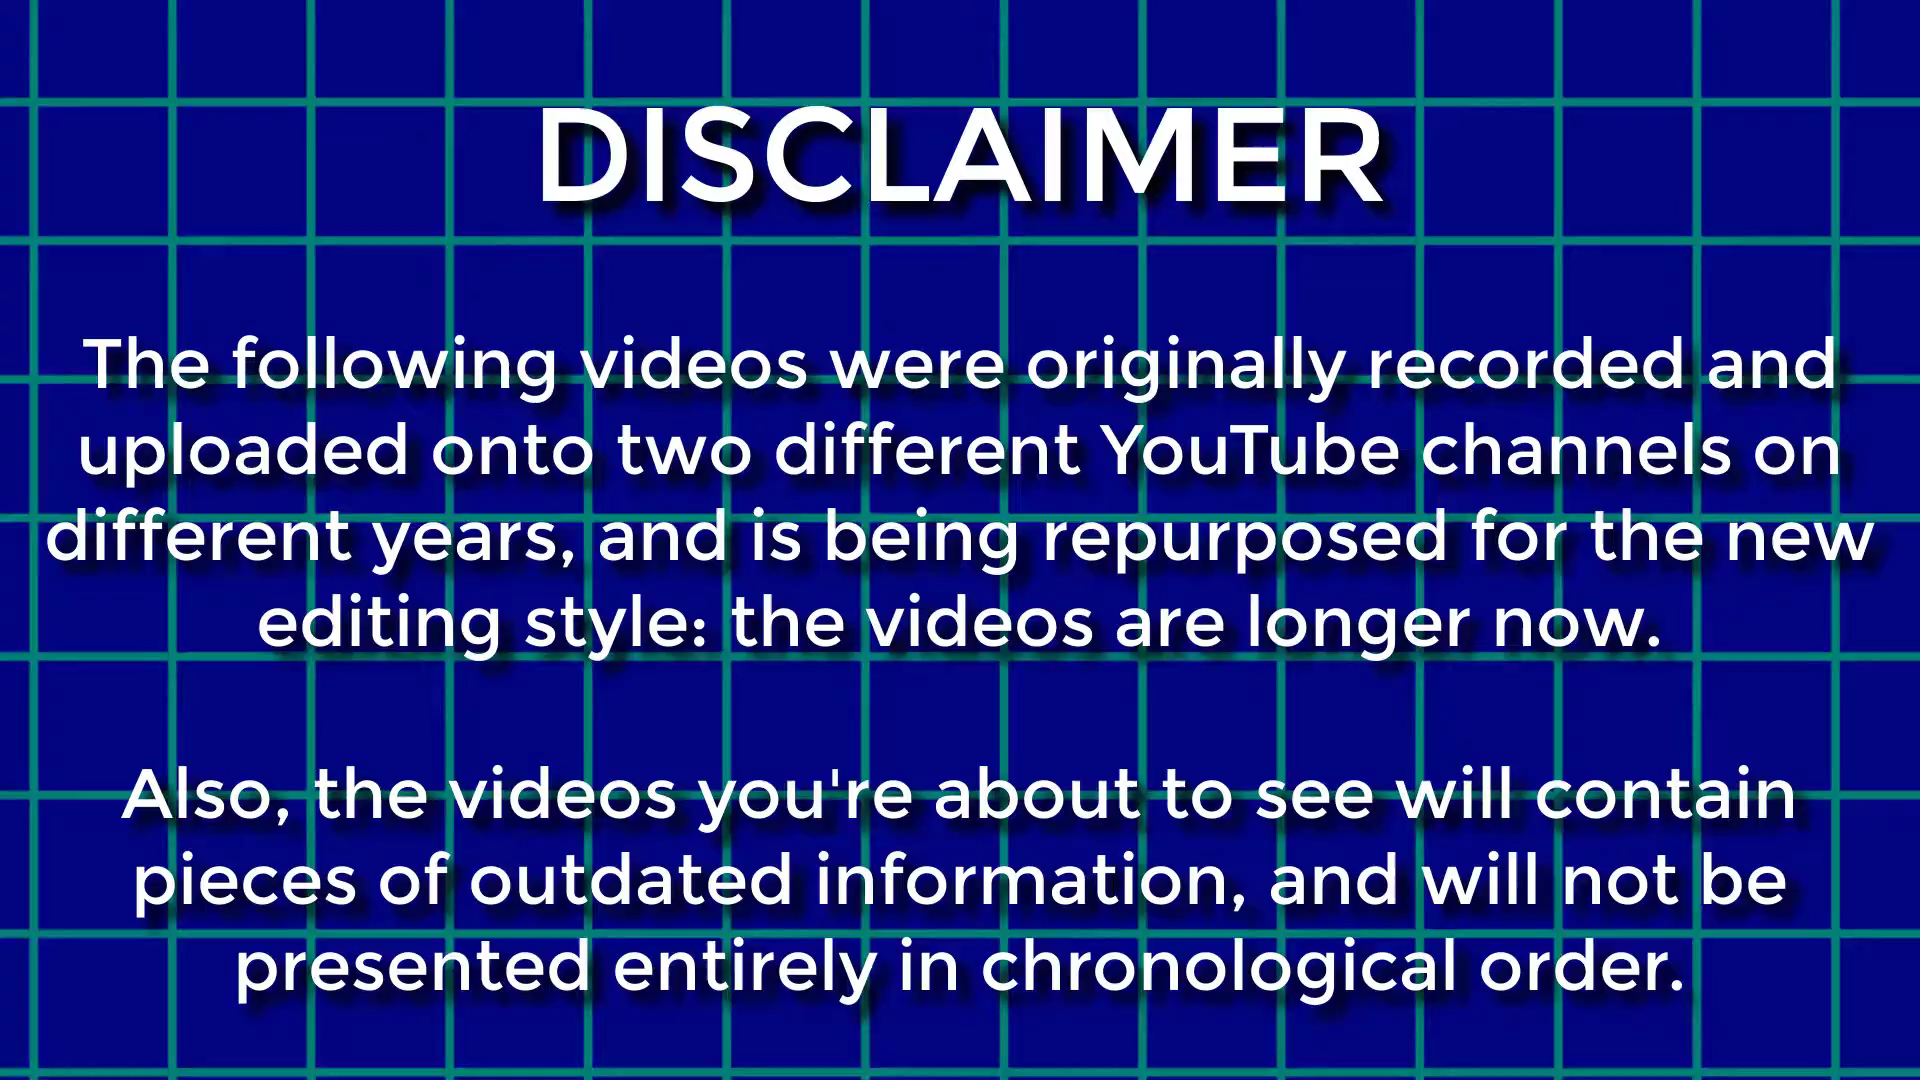 DISCLAIMER
The following videos were originally recorded and
uploaded onto two different YouTube channels on
different years, and is being repurposed for the new
editing style: the videos are longer now.
Also, the videos you're about to see will contain
pieces of outdated information, and will not be
presented entirely in chronological order.